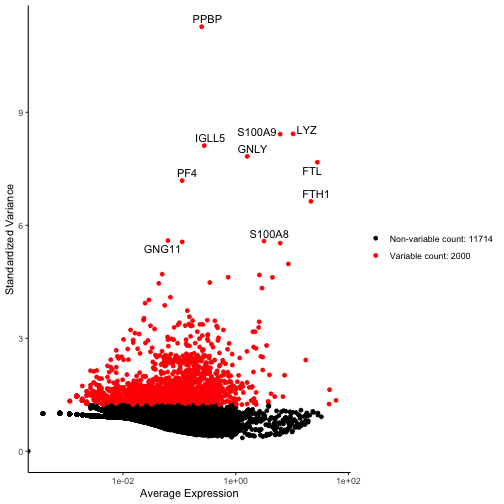 PPBP
9
S100A9
LYZ
IGLL5
GNLY
FTL
PF4
FTH1
6
S100A8
GNG11
Non-variable count: 11714
Variable count: 2000
Standardized Variance
3
0
1e-02
1e+00
1e+02
Average Expression